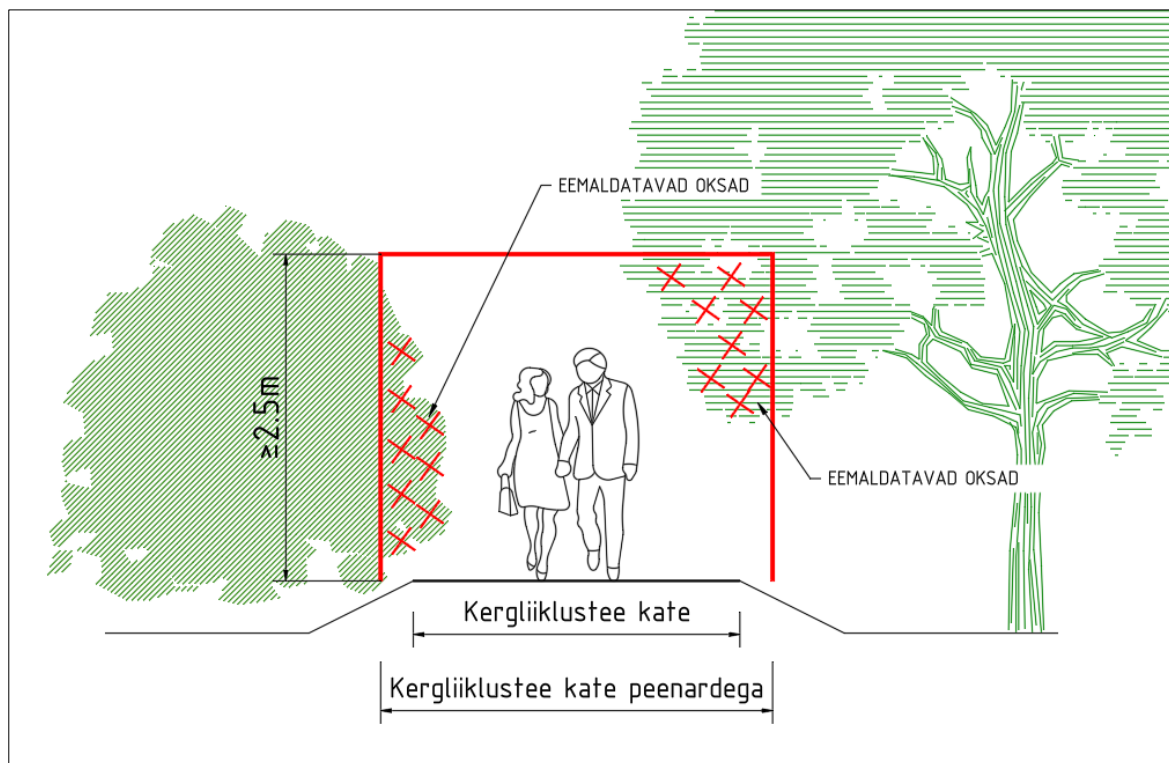 EEMALDATAVAD OKSAD
≥2.5m
EEMALDATAVAD OKSAD
Kergliiklustee kate
Kergliiklustee kate peenardega